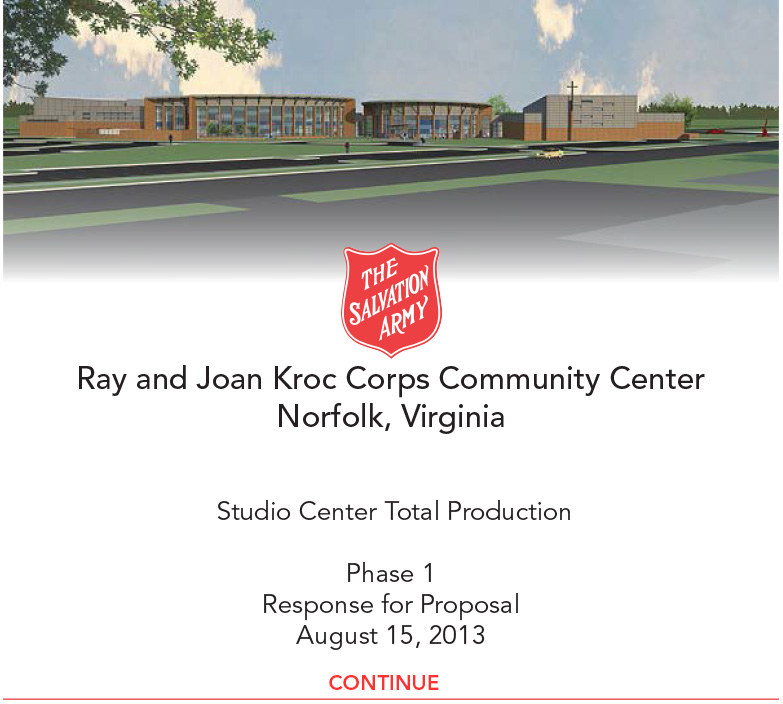 THE
SALVATION
ARMY
Ray and Joan Kroc Corps Community Center
Norfolk, Virginia
Studio Center Total Production
Phase 1
Response for Proposal
August 15, 2013
CONTINUE